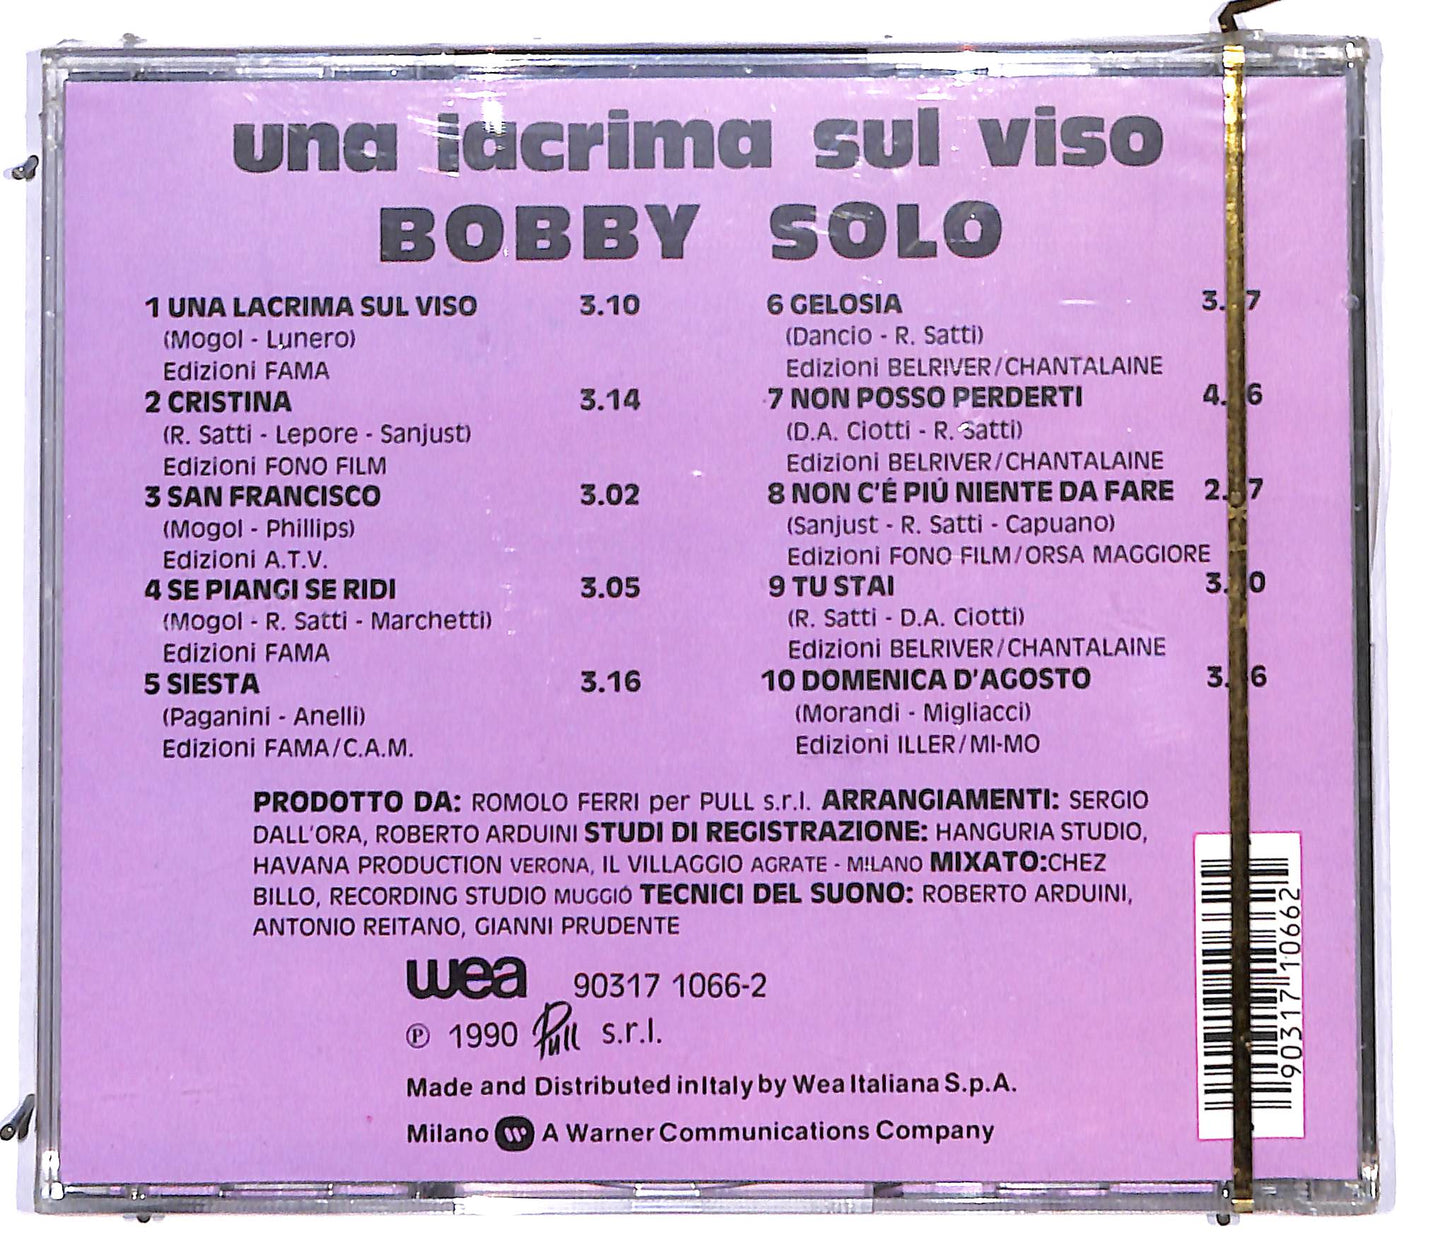 una lacrima sul viso
BOBBY SOLO
1 UNA LACRIMA SUL VISO 3.10
(Mogol - Lunero)
Edizioni FAMA
2 CRISTINA 3.14
(R. Satti - Lepore - Sanjust)
Edizioni FONO FILM
3 SAN FRANCISCO 3.02
(Mogol - Phillips)
Edizioni A.T.V.
4 SE PIANGI SE RIDI 3.05
(Mogol - R. Satti - Marchetti)
Edizioni FAMA
5 SIESTA 3.16
(Paganini - Anelli)
Edizioni FAMA/C.A.M.
6 GELOSIA
(Dancio - R. Satti)
Edizioni BELRIVER/CHANTALAINE
7 NON POSSO PERDERTI
(D.A. Ciotti - R. Satti)
Edizioni BELRIVER/CHANTALAINE
8 NON C'É PIÚ NIENTE DA FARE
(Sanjust - R. Satti - Capuano)
Edizioni FONO FILM/ORSA MAGGIORE
9 TU STAI
(R. Satti - D.A. Ciotti)
Edizioni BELRIVER/CHANTALAINE
10 DOMENICA D'AGOSTO
(Morandi - Migliacci)
Edizioni ILLER/MI-MO
PRODOTTO DA: ROMOLO FERRI per PULL s.r.l. ARRANGIAMENTI: SERGIO
DALL'ORA, ROBERTO ARDUINI STUDI DI REGISTRAZIONE: HANGURIA STUDIO,
HAVANA PRODUCTION VERONA, IL VILLAGGIO AGRATE - MILANO MIXATO:CHEZ
BILLO, RECORDING STUDIO MUGGIÓ TECNICI DEL SUONO: ROBERTO ARDUINI,
ANTONIO REITANO, GIANNI PRUDENTE
wea 90317 1066-2
℗ 1990 Pull s.r.l.
Made and Distributed in Italy by Wea Italiana S.p.A.
Milano A Warner Communications Company
90317 10662